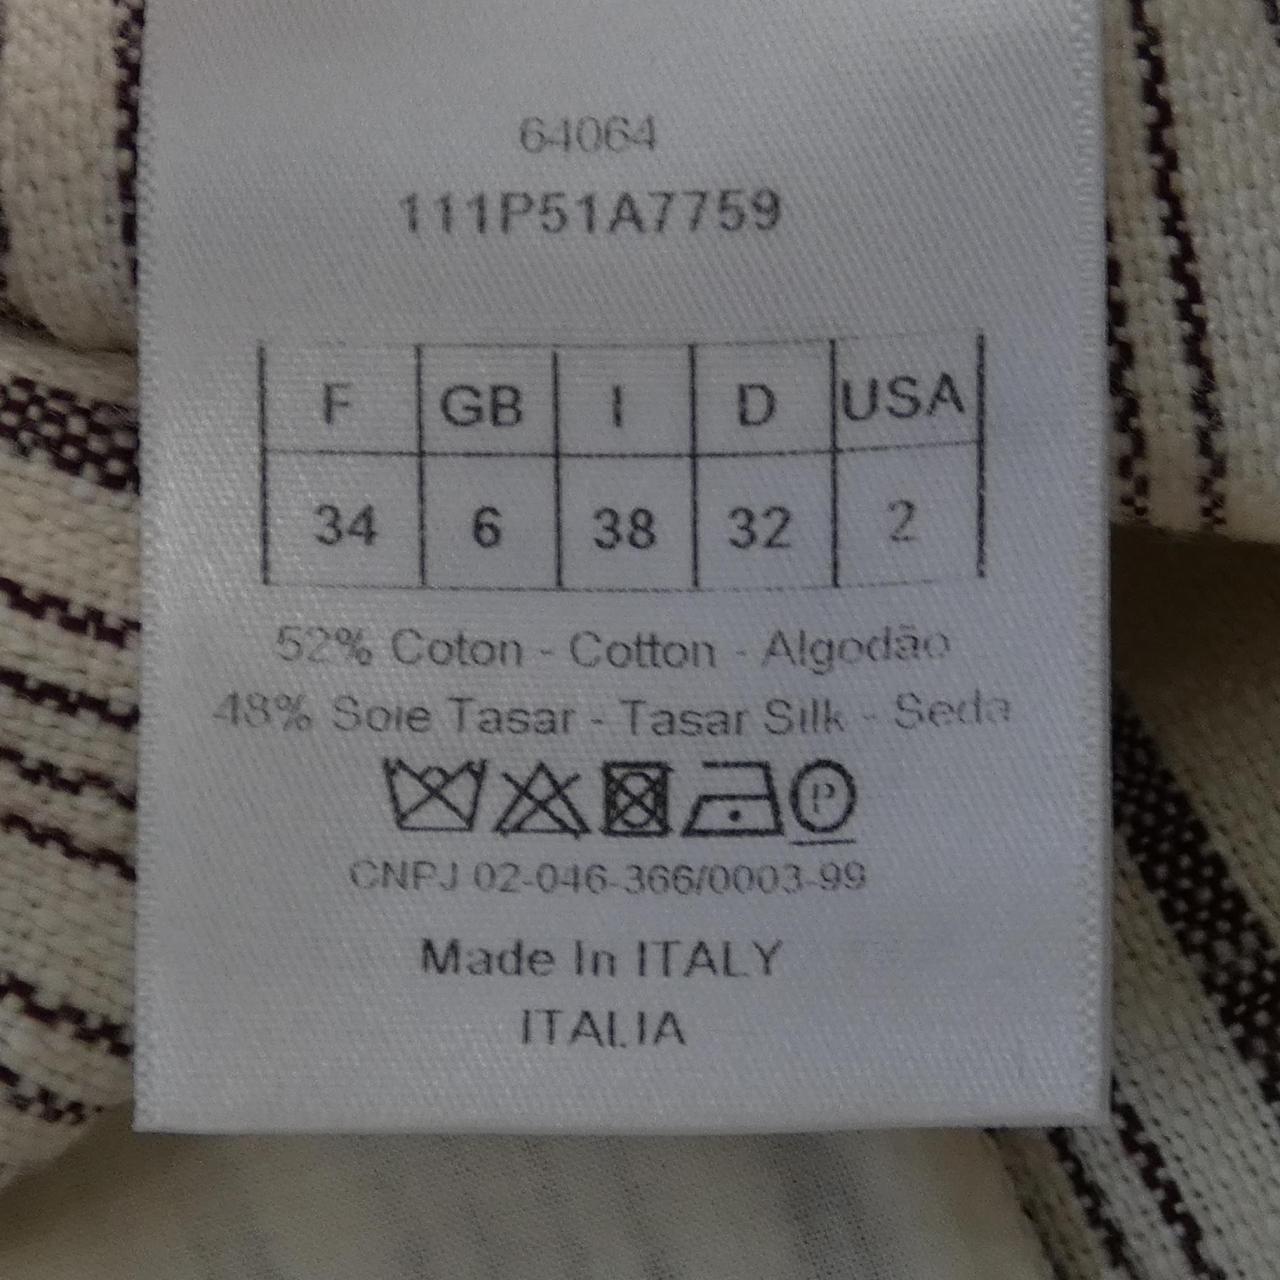 64064
111P51A7759
F GB I D USA
34 6 38 32 2
52% Coton - Cotton - Algodão
48% Soie Tasar - Tasar Silk - Seda
P
CNPJ 02-046-366/0003-99
Made In ITALY
ITALIA